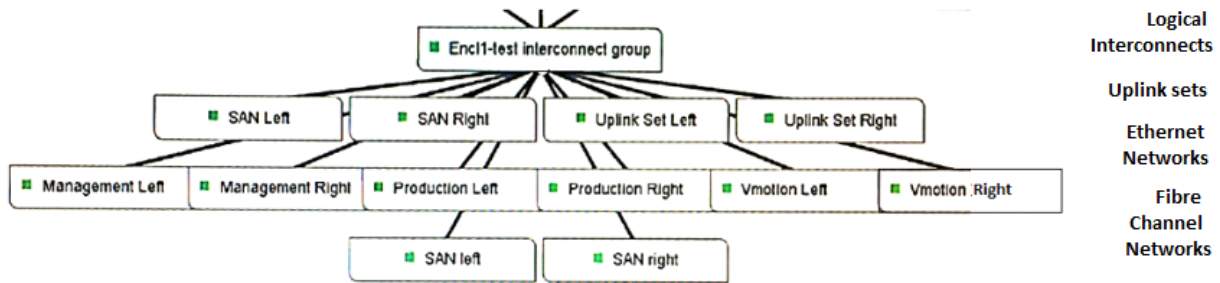 Encl1-test interconnect group
Logical
Interconnects
SAN Left
SAN Right
Uplink Set Left
Uplink Set Right
Uplink sets
Management Left
Management Right
Production Left
Production Right
Vmotion Left
Vmotion :Right
Ethernet
Networks
SAN left
SAN right
Fibre
Channel
Networks